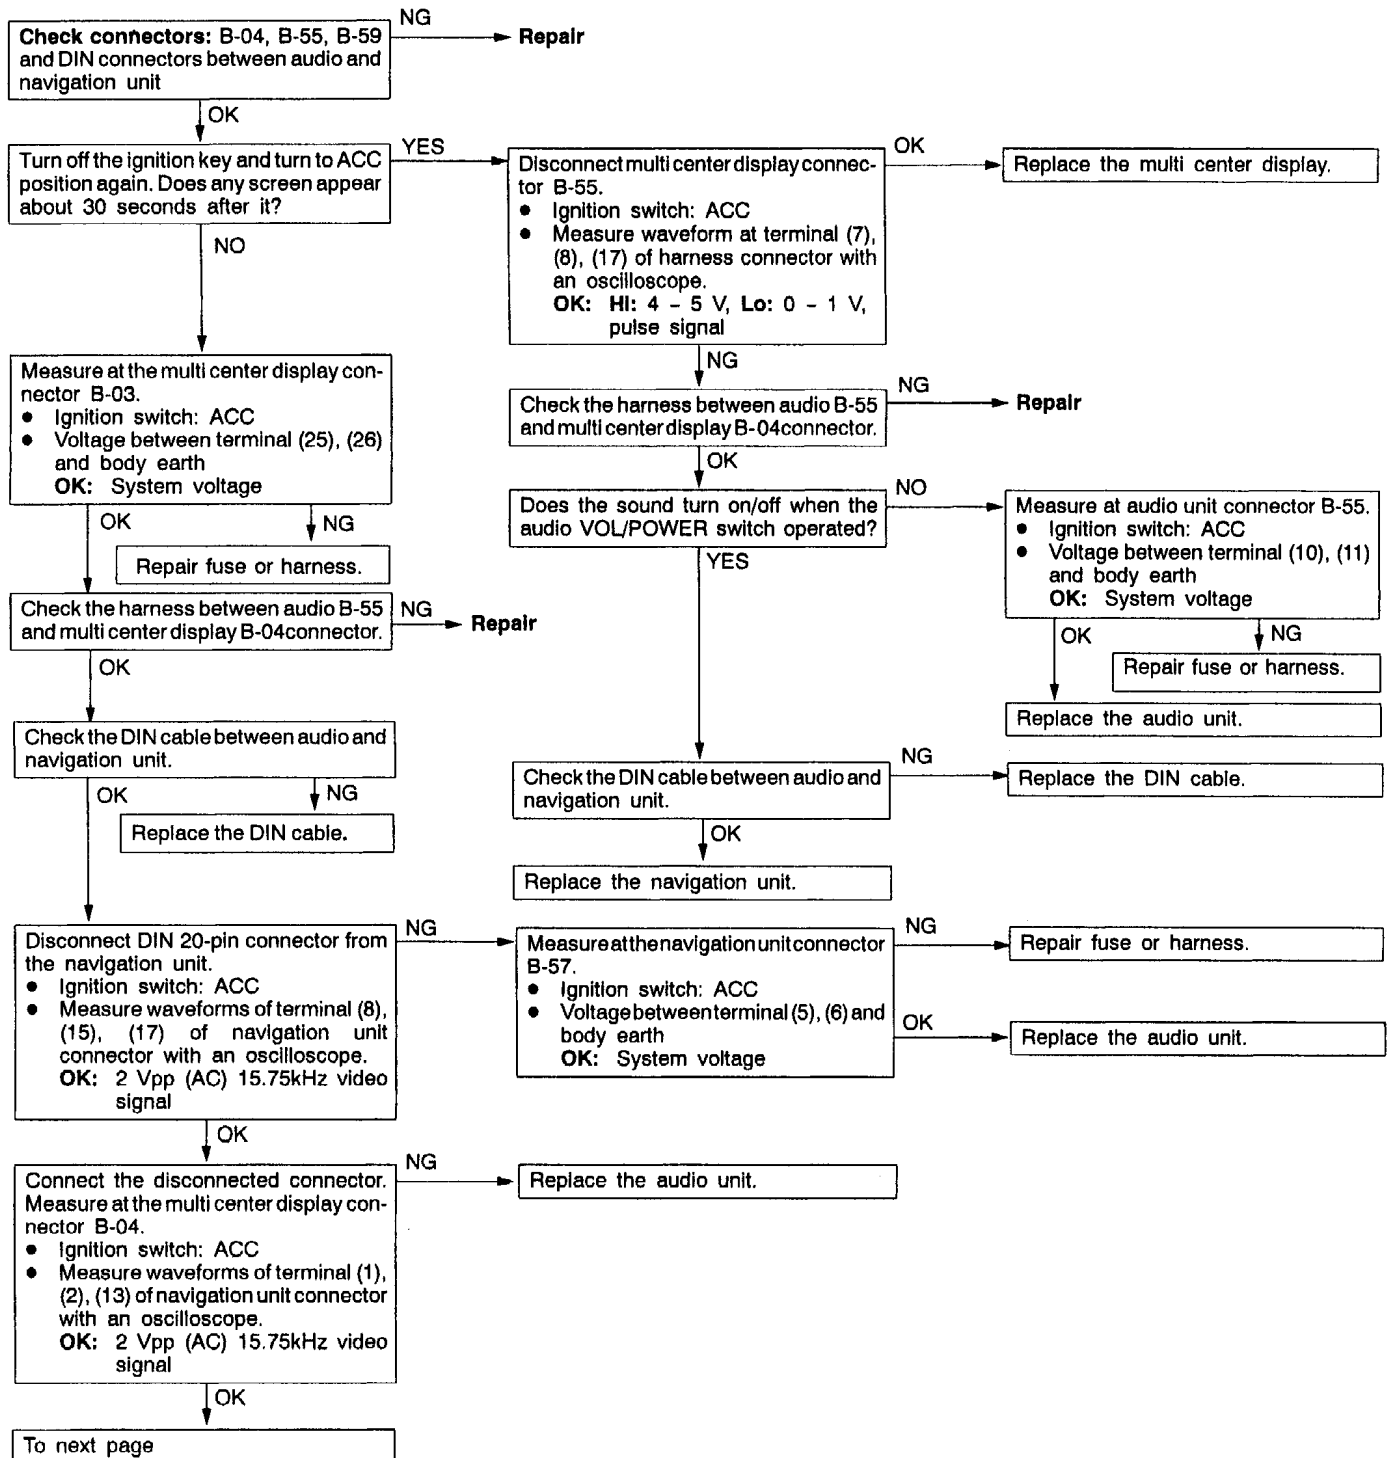 Check connectors: B-04, B-55, B-59
and DIN connectors between audio and
navigation unit
NG
Repair
OK
Turn off the ignition key and turn to ACC
position again. Does any screen appear
about 30 seconds after it?
YES
NO
Disconnect multi center display connec-
tor B-55.
● Ignition switch: ACC
● Measure waveform at terminal (7),
(8), (17) of harness connector with
an oscilloscope.
OK: Hi: 4 – 5 V, Lo: 0 – 1 V,
pulse signal
OK
Replace the multi center display.
NG
Check the harness between audio B-55
and multi center display B-04 connector.
NG
Repair
OK
Does the sound turn on/off when the
audio VOL/POWER switch operated?
NO
Measure at audio unit connector B-55.
● Ignition switch: ACC
● Voltage between terminal (10), (11)
and body earth
OK: System voltage
OK
NG
Repair fuse or harness.
Replace the audio unit.
YES
Check the DIN cable between audio and
navigation unit.
NG
Replace the DIN cable.
OK
Replace the navigation unit.
Measure at the multi center display con-
nector B-03.
● Ignition switch: ACC
● Voltage between terminal (25), (26)
and body earth
OK: System voltage
OK
NG
Repair fuse or harness.
Check the harness between audio B-55
and multi center display B-04 connector.
NG
Repair
OK
Check the DIN cable between audio and
navigation unit.
OK
NG
Replace the DIN cable.
Disconnect DIN 20-pin connector from
the navigation unit.
● Ignition switch: ACC
● Measure waveforms of terminal (8),
(15), (17) of navigation unit
connector with an oscilloscope.
OK: 2 Vpp (AC) 15.75kHz video
signal
NG
Measure at the navigation unit connector
B-57.
● Ignition switch: ACC
● Voltage between terminal (5), (6) and
body earth
OK: System voltage
NG
Repair fuse or harness.
OK
Replace the audio unit.
OK
Connect the disconnected connector.
Measure at the multi center display con-
nector B-04.
● Ignition switch: ACC
● Measure waveforms of terminal (1),
(2), (13) of navigation unit connector
with an oscilloscope.
OK: 2 Vpp (AC) 15.75kHz video
signal
NG
Replace the audio unit.
OK
To next page